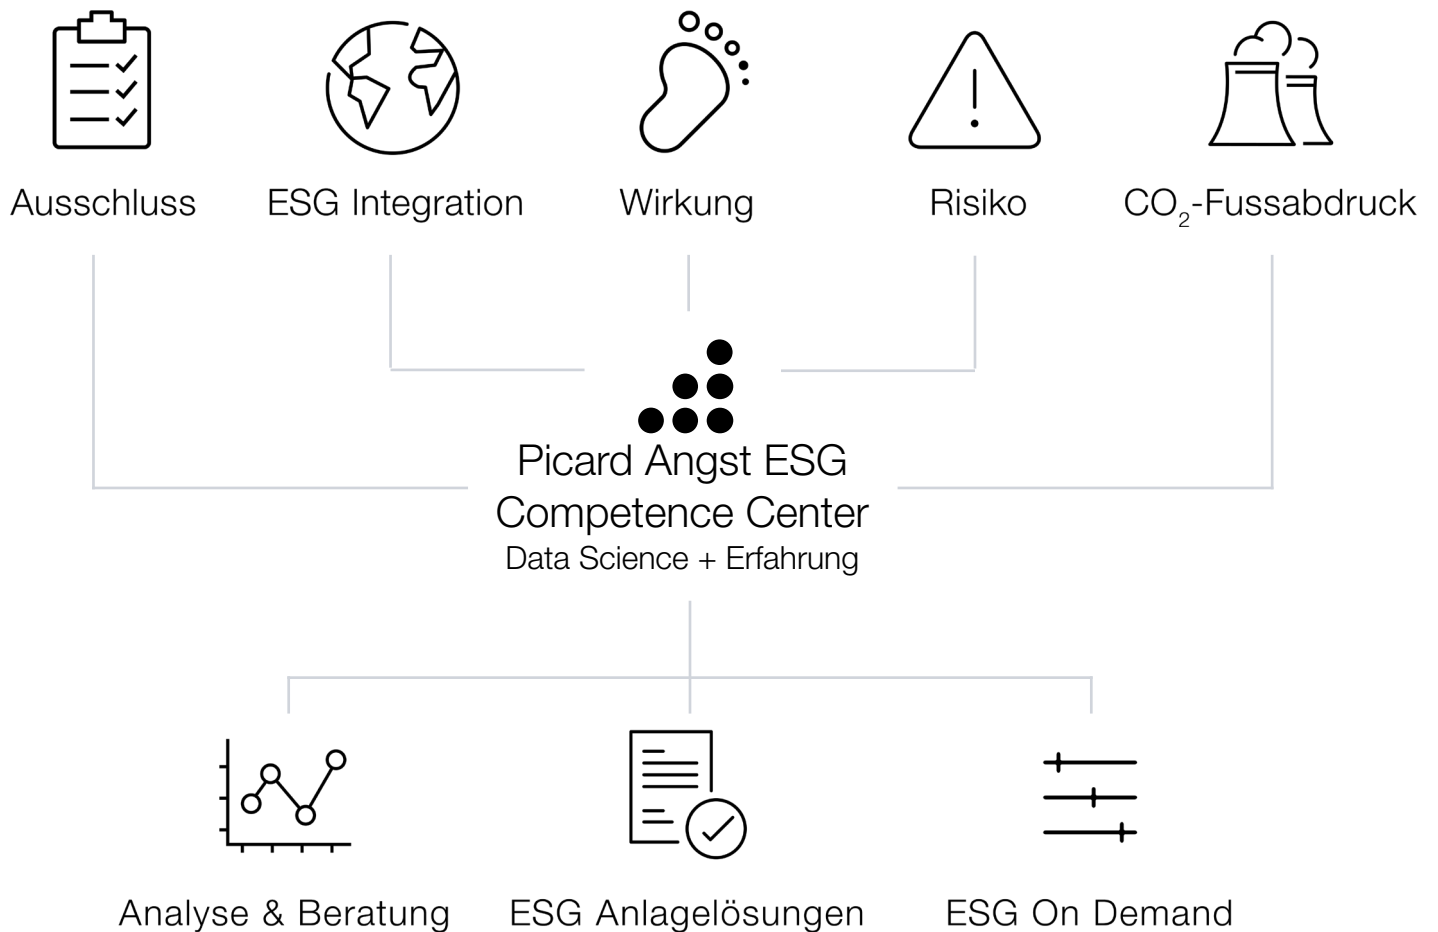 Ausschluss
ESG Integration
Wirkung
Risiko
CO₂-Fussabdruck
Picard Angst ESG
Competence Center
Data Science + Erfahrung
Analyse & Beratung
ESG Anlagelösungen
ESG On Demand